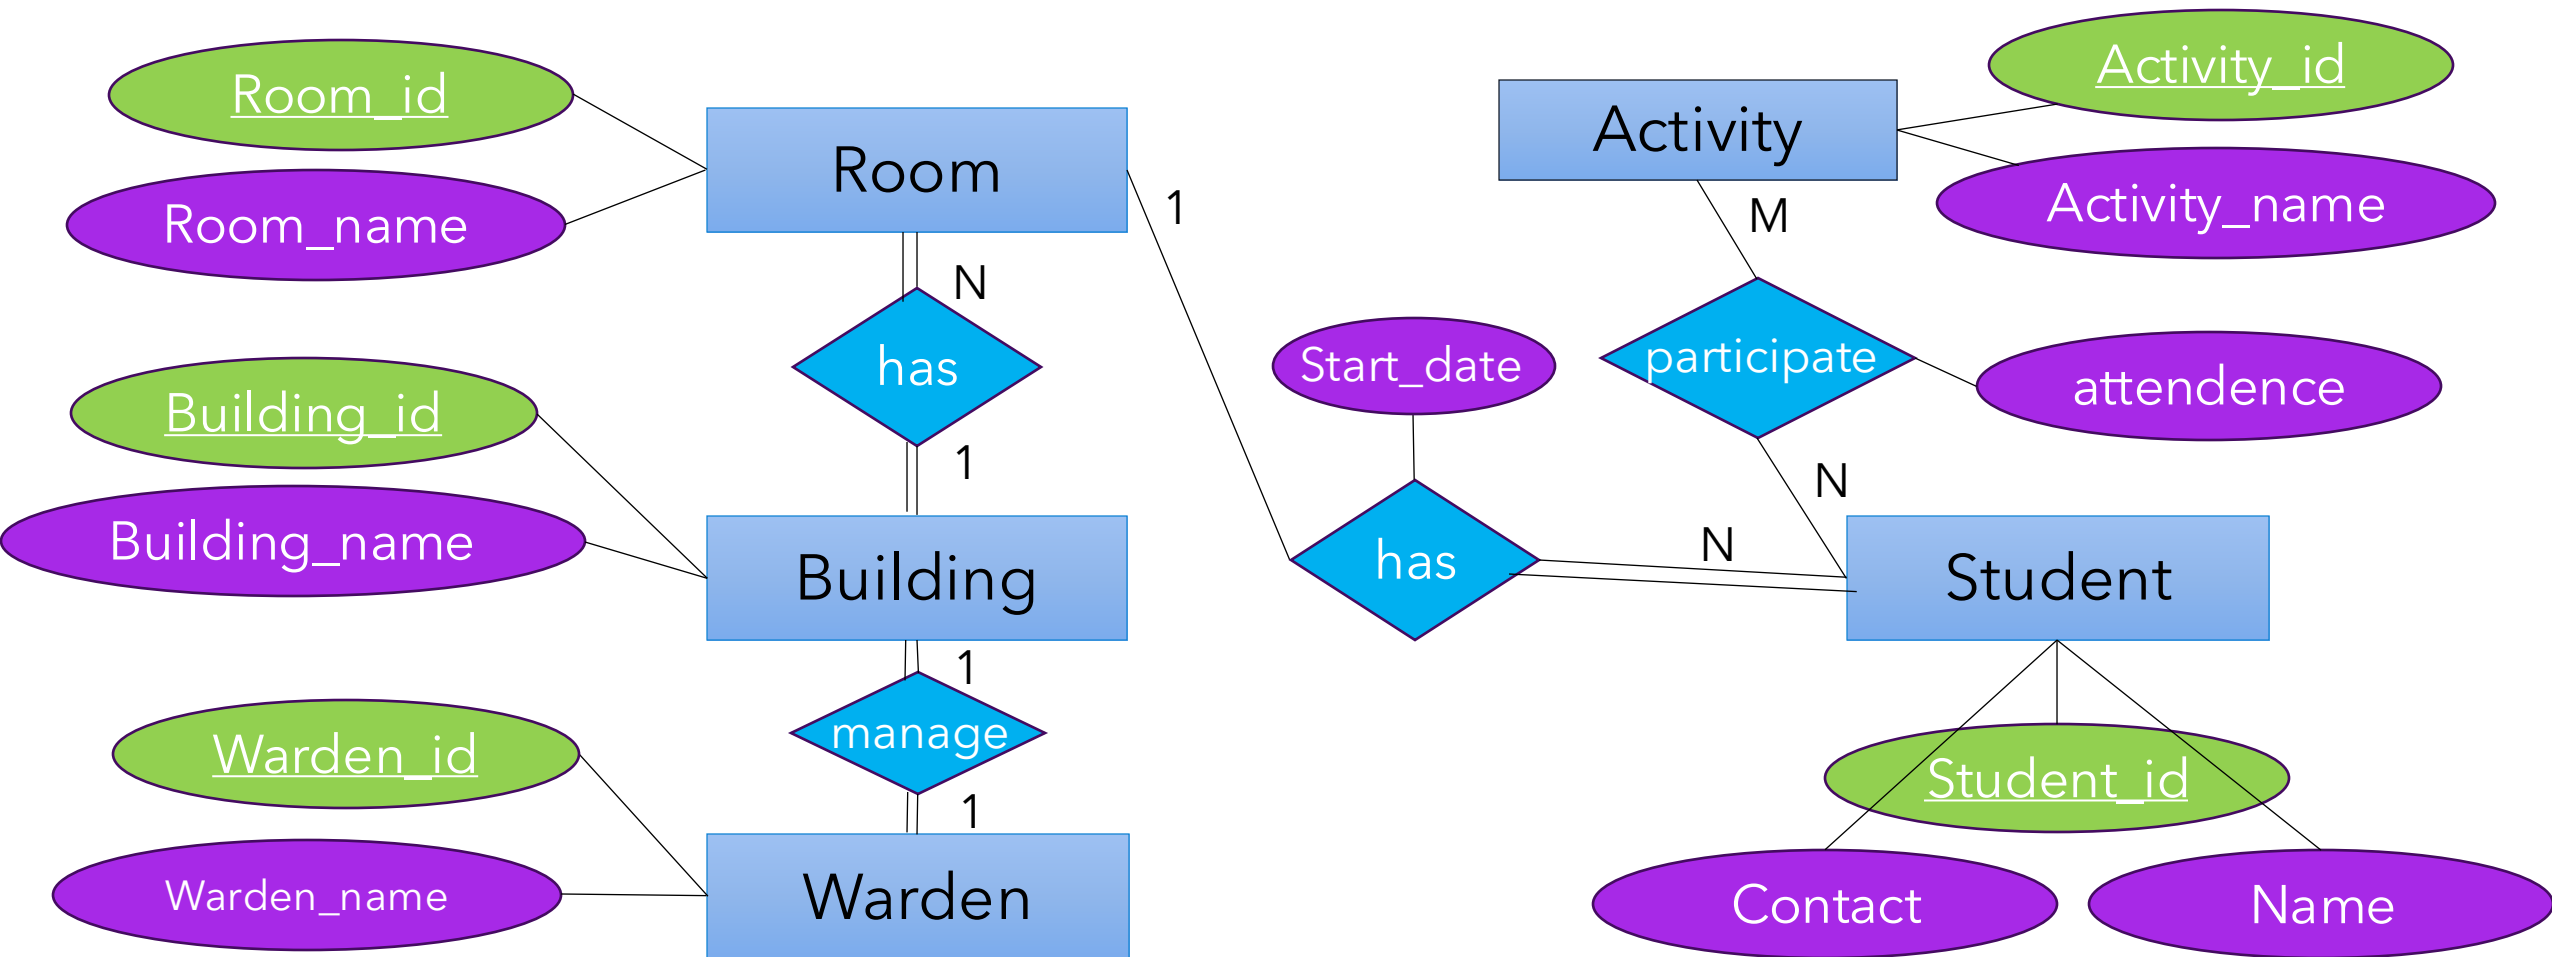 Room_id
Room_name
Room
1
N
has
1
Building_id
Building_name
Building
1
manage
1
Warden_id
Warden_name
Warden
Activity
Activity_id
Activity_name
M
participate
attendence
N
Start_date
has
N
Student
Student_id
Contact
Name